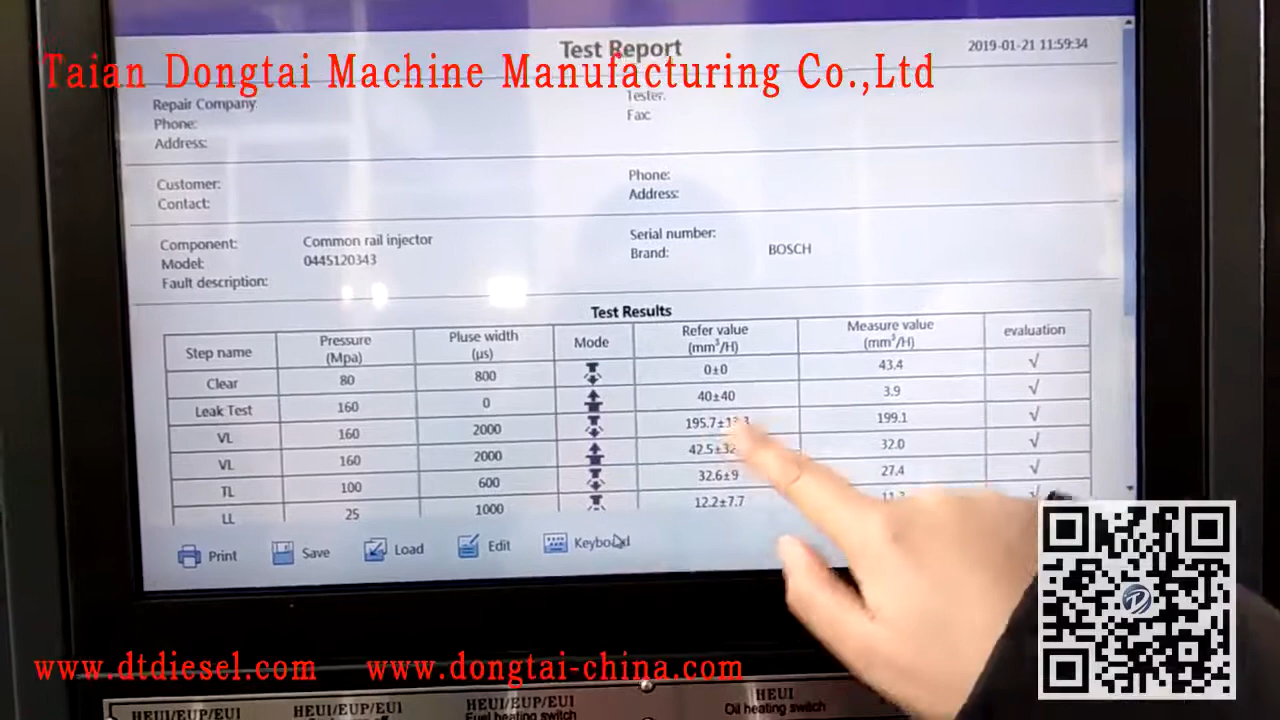 Test Report
2019-01-21 11:59:34
Taian Dongtai Machine Manufacturing Co.,Ltd
Repair Company:
Tester:
Phone:
Fax:
Address:
Customer:
Phone:
Contact:
Address:
Component: Common rail injector
Serial number:
Model: 0445120343
Brand: BOSCH
Fault description:
Test Results
Step name Pressure (Mpa) Pluse width (μs) Mode Refer value (mm³/H) Measure value (mm³/H) evaluation
Clear 80 800 0±0 43.4 √
Leak Test 160 0 40±40 3.9 √
VL 160 2000 195.7± 199.1 √
VL 160 2000 42.5± 32.0 √
TL 100 600 32.6±9 27.4 √
LL 25 1000 12.2±7.7
Print Save Load Edit Keyboard
www.dtdiesel.com www.dongtai-china.com
HEUI/EUP/EUI HEUI/EUP/EUI HEUI/EUP/EUI HEUI
Fuel heating switch Oil heating switch